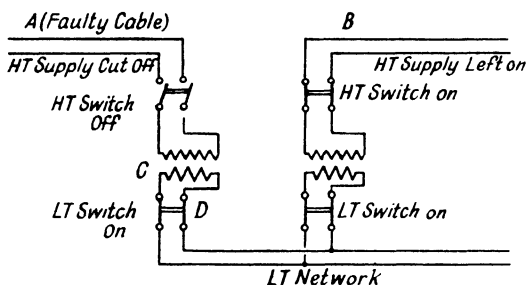 A (Faulty Cable)
B
HT Supply Cut Off
HT Supply Left on
HT Switch
Off
HT Switch on
C
LT Switch
on
D
LT Switch on
LT Network